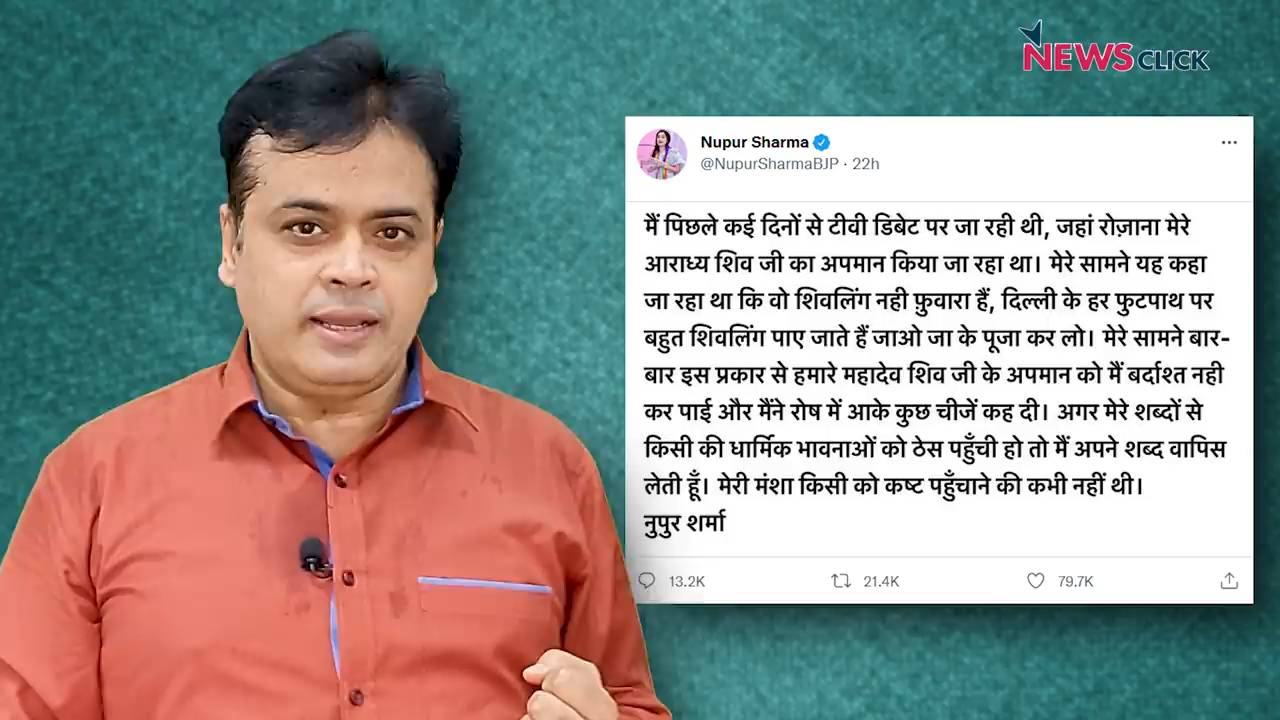 NEWSCLICK
Nupur Sharma
@NupurSharmaBJP · 22h
मैं पिछले कई दिनों से टीवी डिबेट पर जा रही थी, जहां रोज़ाना मेरे
आराध्य शिव जी का अपमान किया जा रहा था। मेरे सामने यह कहा
जा रहा था कि वो शिवलिंग नही फ़ुवारा हैं, दिल्ली के हर फुटपाथ पर
बहुत शिवलिंग पाए जाते हैं जाओ जा के पूजा कर लो। मेरे सामने बार-
बार इस प्रकार से हमारे महादेव शिव जी के अपमान को मैं बर्दाश्त नही
कर पाई और मैंने रोष में आके कुछ चीजें कह दी। अगर मेरे शब्दों से
किसी की धार्मिक भावनाओं को ठेस पहुँची हो तो मैं अपने शब्द वापिस
लेती हूँ। मेरी मंशा किसी को कष्ट पहुँचाने की कभी नहीं थी।
नुपुर शर्मा
13.2K 21.4K 79.7K